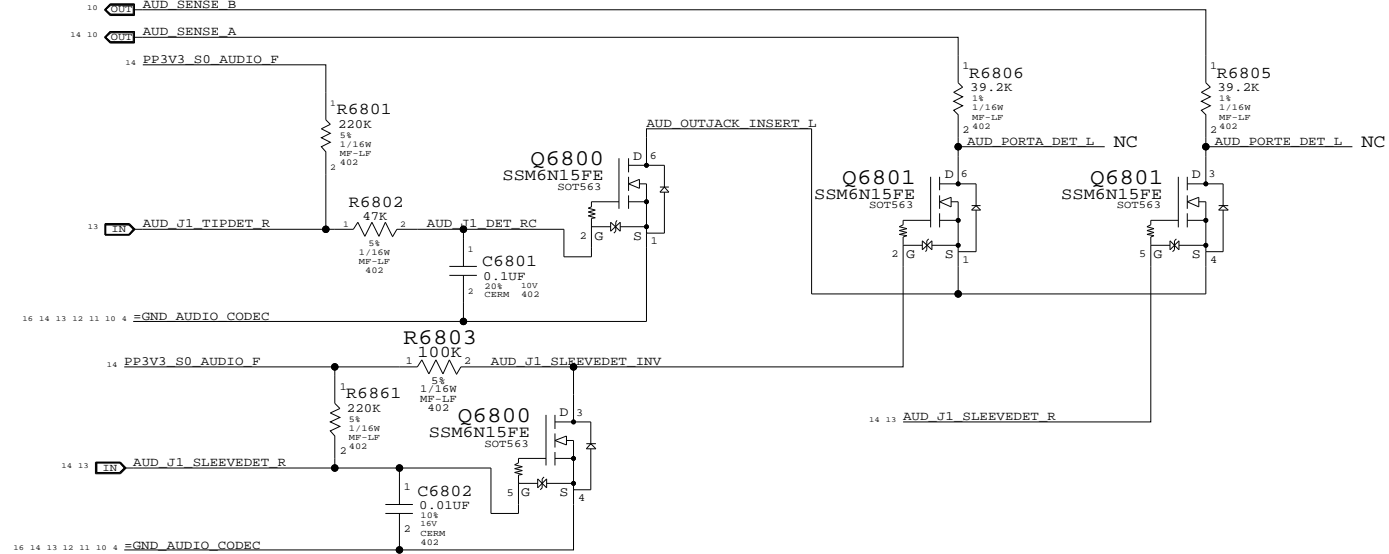 10 OUT AUD_SENSE_B
14 10 OUT AUD_SENSE_A
14 PP3V3_S0_AUDIO_F
1 R6801
220K
5%
1/16W
MF-LF
402
2
1 R6806
39.2K
1%
1/16W
MF-LF
402
2
1 R6805
39.2K
1%
1/16W
MF-LF
402
2
AUD_OUTJACK_INSERT_L
AUD_PORTA_DET_L NC
AUD_PORTE_DET_L NC
Q6800
SSM6N15FE
SOT563
D 6
2 G S 1
Q6801
SSM6N15FE
SOT563
D 6
2 G S 1
Q6801
SSM6N15FE
SOT563
D 3
5 G S 4
13 IN AUD_J1_TIPDET_R
R6802
1 47K 2
5%
1/16W
MF-LF
402
AUD_J1_DET_RC
1
C6801
0.1UF
20% 10V
CERM 402
2
16 14 13 12 11 10 4 =GND_AUDIO_CODEC
14 PP3V3_S0_AUDIO_F
R6803
100K
1 2
5%
1/16W
MF-LF
402
AUD_J1_SLEEVEDET_INV
1 R6861
220K
5%
1/16W
MF-LF
402
2
Q6800
SSM6N15FE
SOT563
D 3
5 G S 4
14 13 AUD_J1_SLEEVEDET_R
14 13 IN AUD_J1_SLEEVEDET_R
1
C6802
0.01UF
10%
16V
CERM
402
2
16 14 13 12 11 10 4 =GND_AUDIO_CODEC